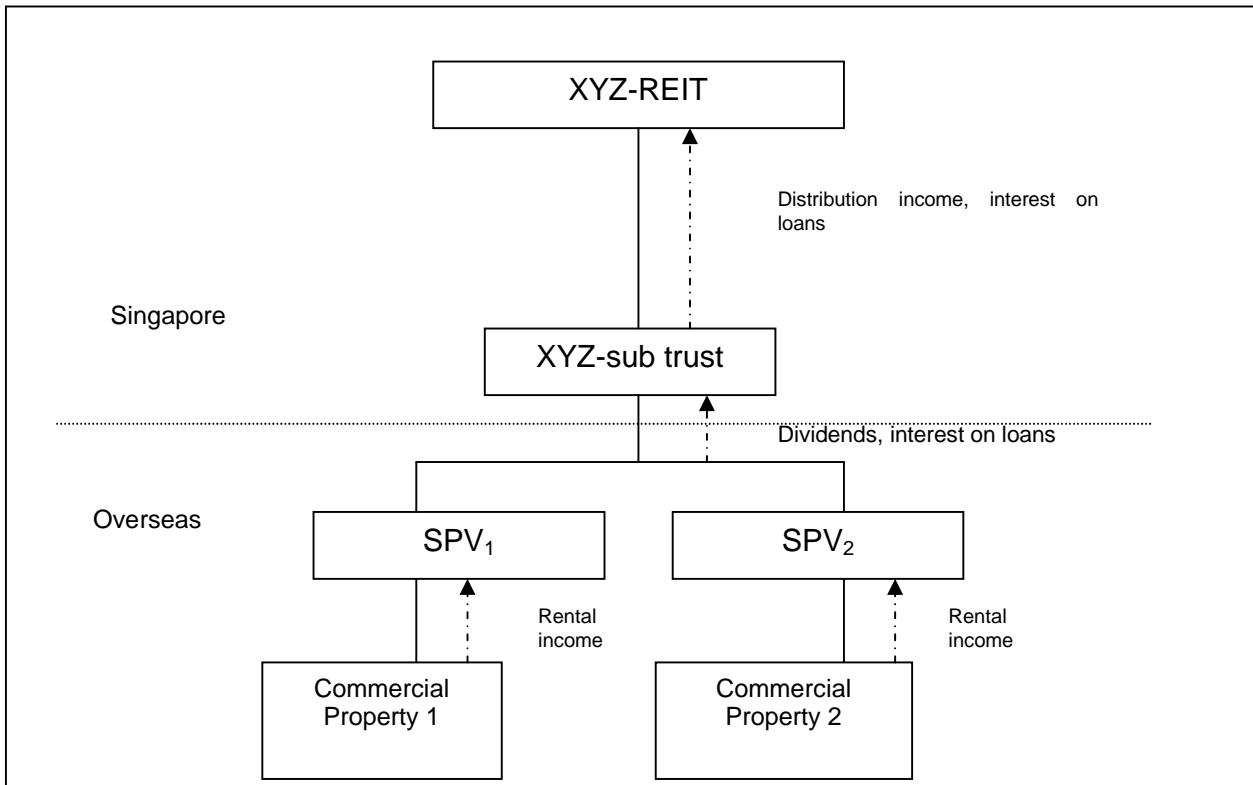 XYZ-REIT
Distribution income, interest on
loans
Singapore
XYZ-sub trust
Dividends, interest on loans
Overseas
SPV₁
SPV₂
Rental
income
Rental
income
Commercial
Property 1
Commercial
Property 2